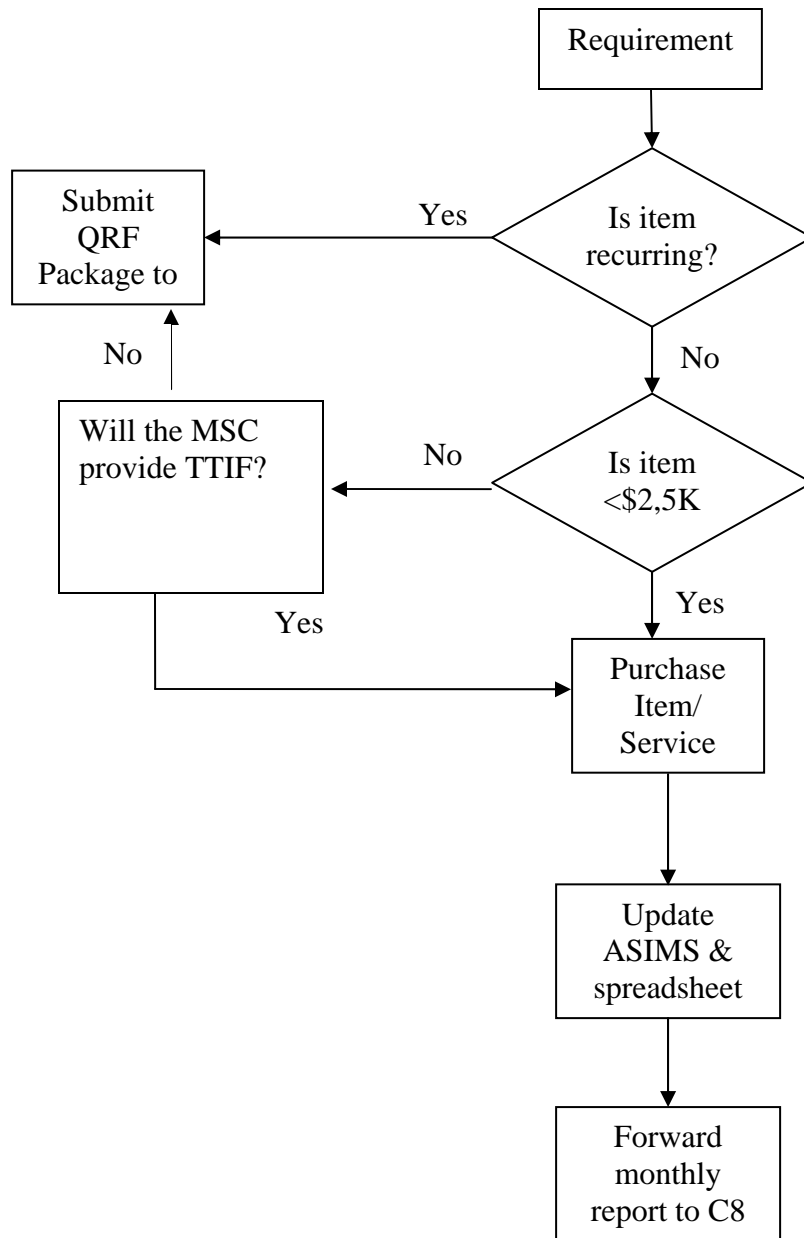 Requirement
Is item
recurring?
Yes
Submit
QRF
Package to
No
No
Is item
<$2,5K
No
Will the MSC
provide TTIF?
Yes
Yes
Purchase
Item/
Service
Update
ASIMS &
spreadsheet
Forward
monthly
report to C8